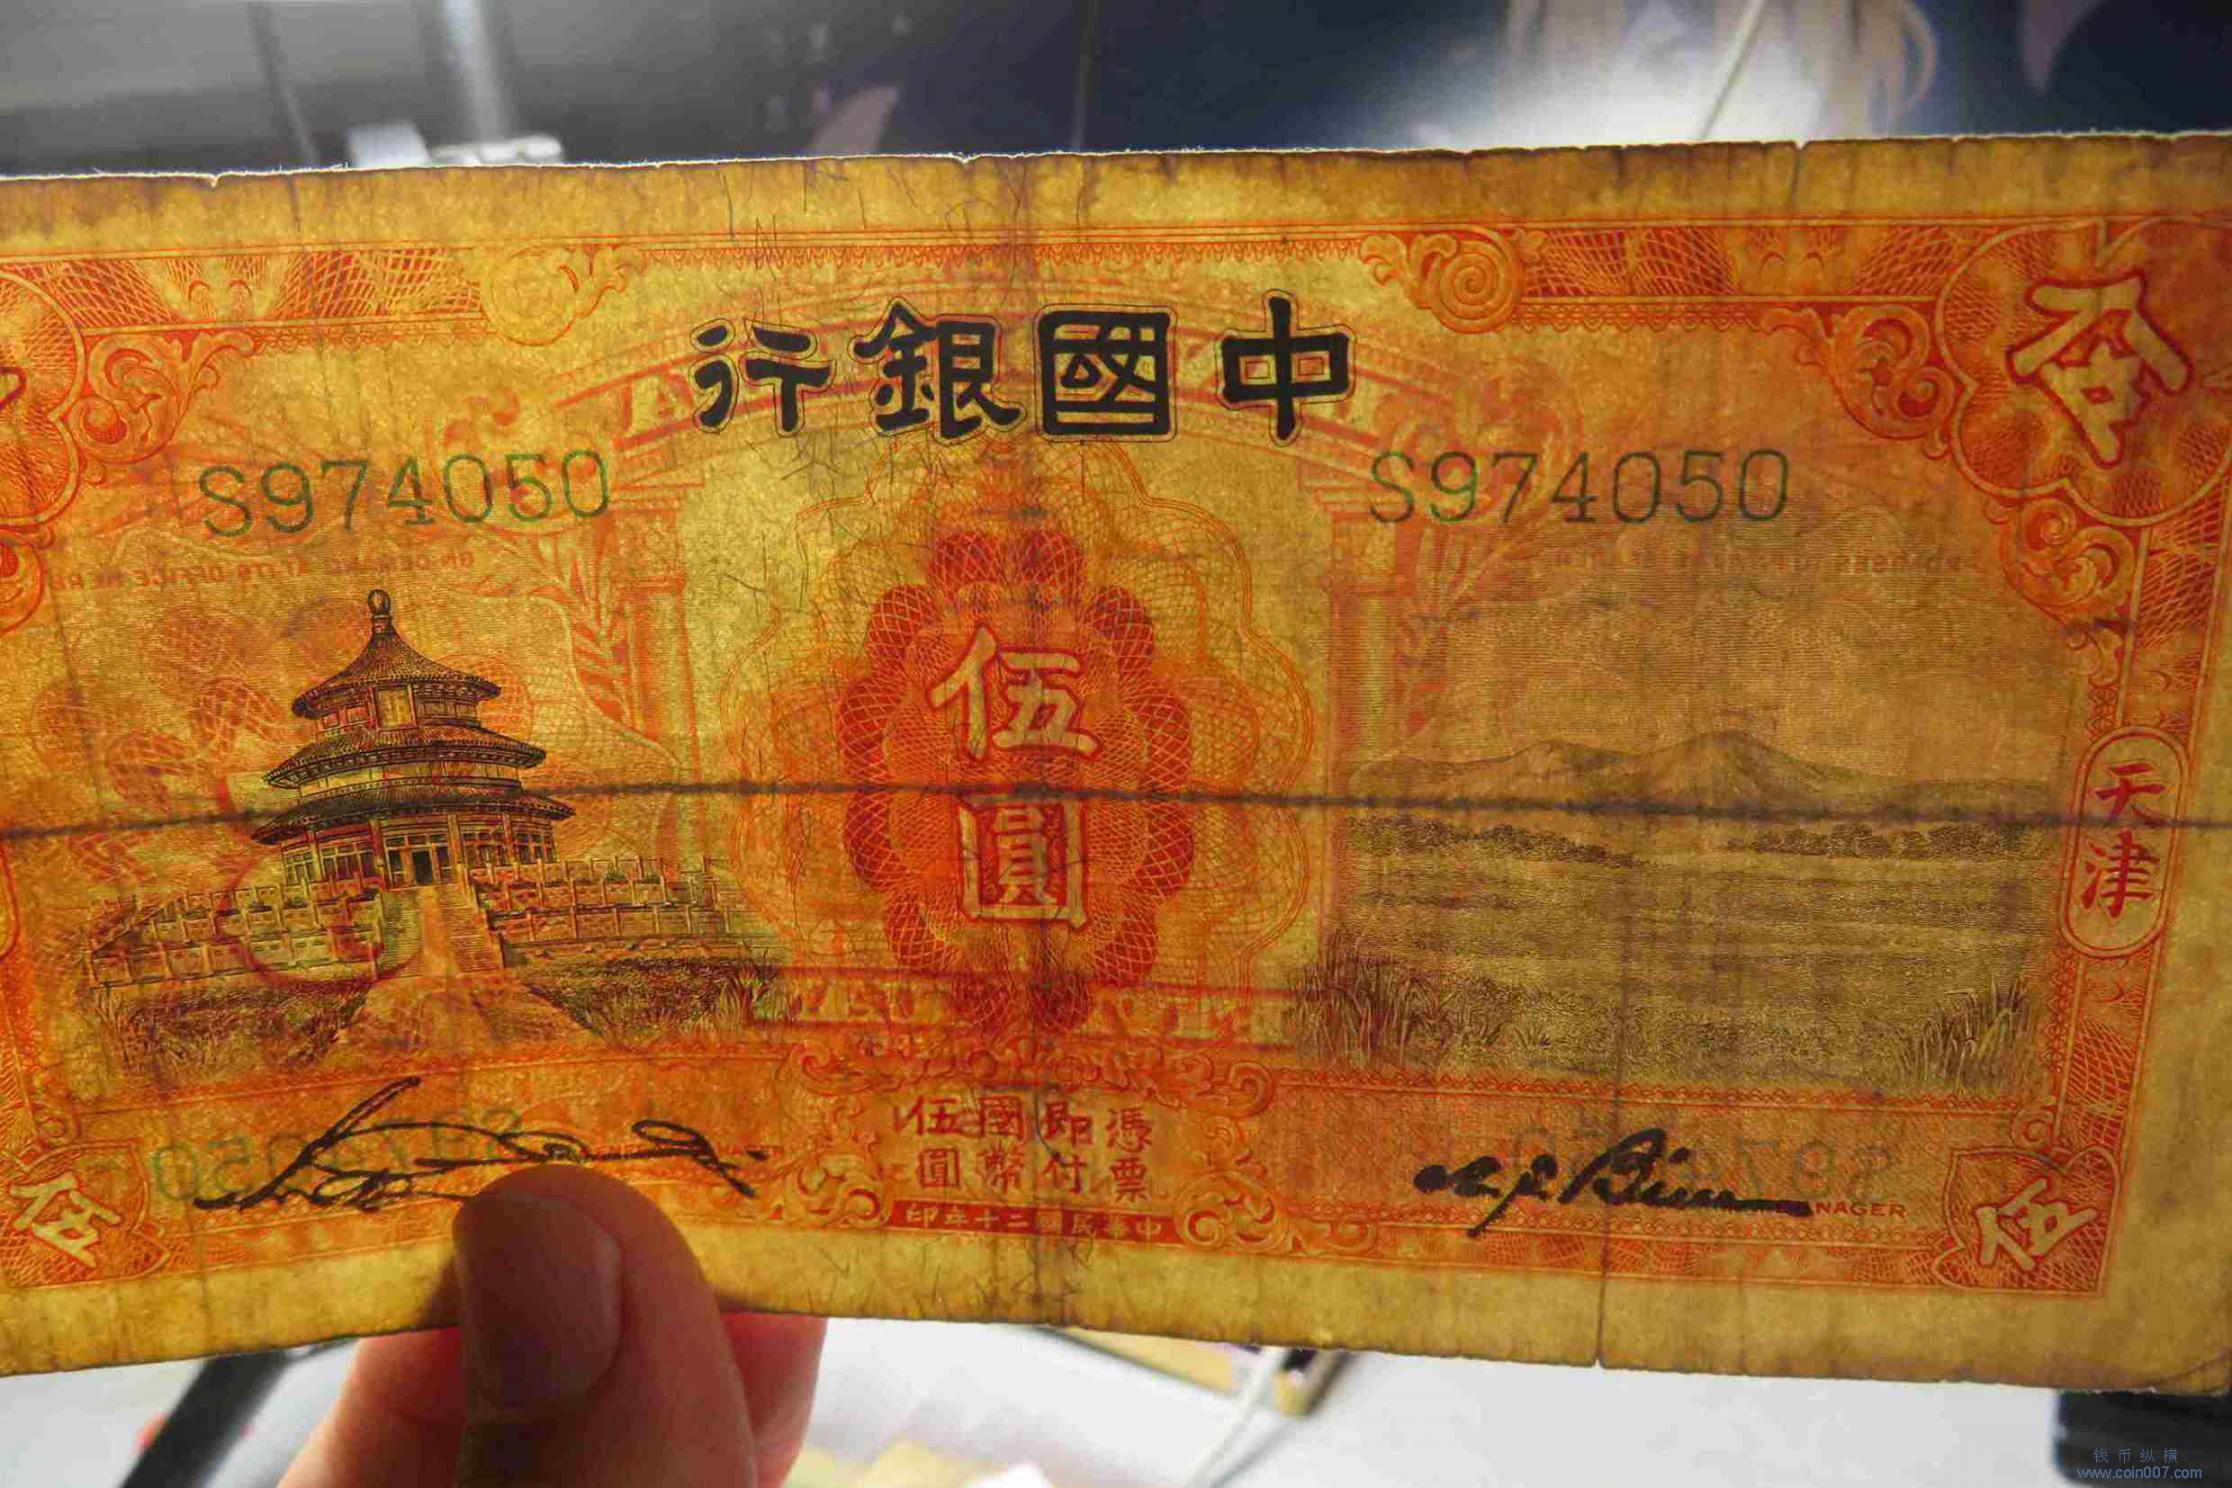 中國銀行
伍
S974050
S974050
伍
圓
天津
憑票
即付
國幣
伍圓
中華民國二十年印
NAGER
伍
伍
钱币纵横
www.coin007.com